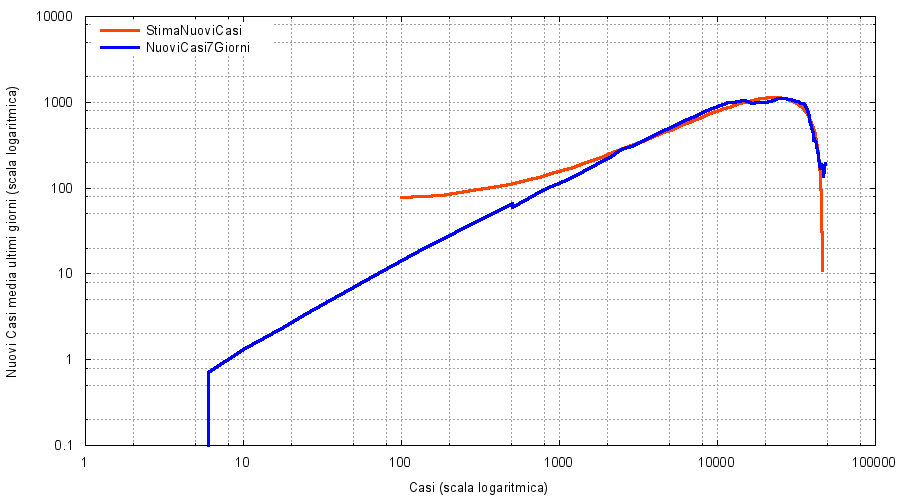 10000
1000
100
10
1
0.1
StimaNuoviCasi
NuoviCasi7Giorni
Nuovi Casi media ultimi giorni (scala logaritmica)
1 10 100 1000 10000 100000
Casi (scala logaritmica)